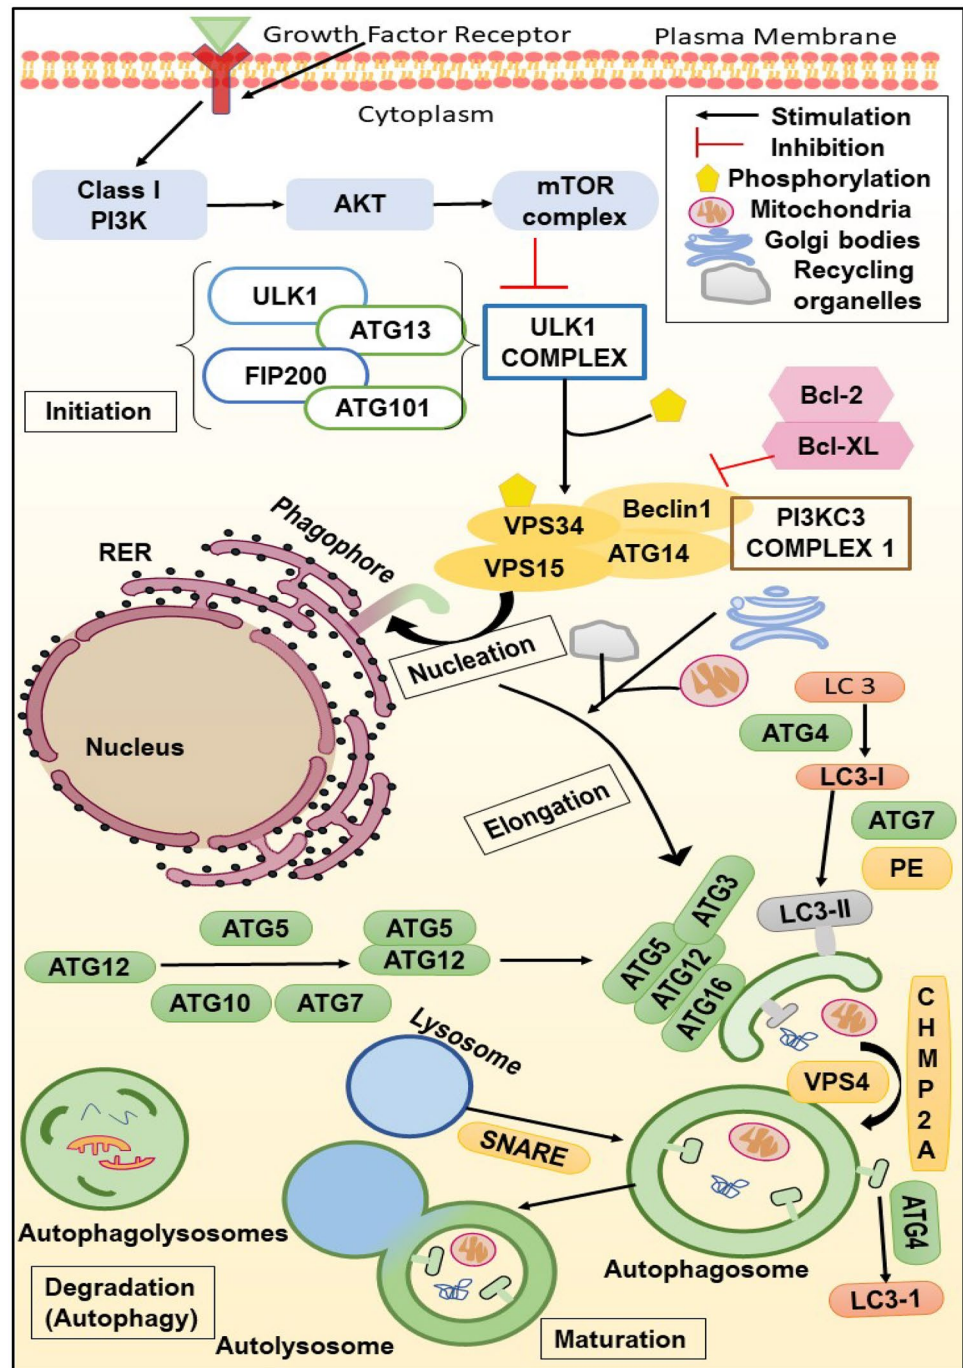 Growth Factor Receptor
Plasma Membrane
Cytoplasm
Stimulation
Inhibition
Phosphorylation
Mitochondria
Golgi bodies
Recycling
organelles
Class I
PI3K
AKT
mTOR
complex
ULK1
ATG13
FIP200
ATG101
ULK1
COMPLEX
Initiation
Bcl-2
Bcl-XL
Beclin1
VPS34
ATG14
VPS15
PI3KC3
COMPLEX 1
RER
Phagophore
Nucleation
Nucleus
LC 3
ATG4
LC3-I
Elongation
ATG7
PE
LC3-II
ATG3
ATG5
ATG12
ATG16
ATG5
ATG12
ATG10
ATG7
ATG5
ATG12
Lysosome
SNARE
VPS4
CHMP2A
ATG4
Autophagolysosomes
Autophagosome
LC3-1
Degradation
(Autophagy)
Autolysosome
Maturation